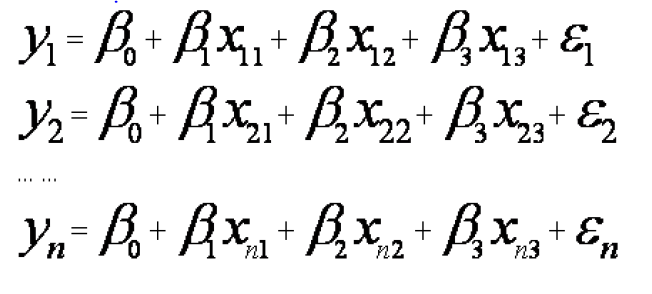 y₁ = β₀ + β₁x₁₁ + β₂x₁₂ + β₃x₁₃ + ε₁
y₂ = β₀ + β₁x₂₁ + β₂x₂₂ + β₃x₂₃ + ε₂
... ...
yₙ = β₀ + β₁xₙ₁ + β₂xₙ₂ + β₃xₙ₃ + εₙ